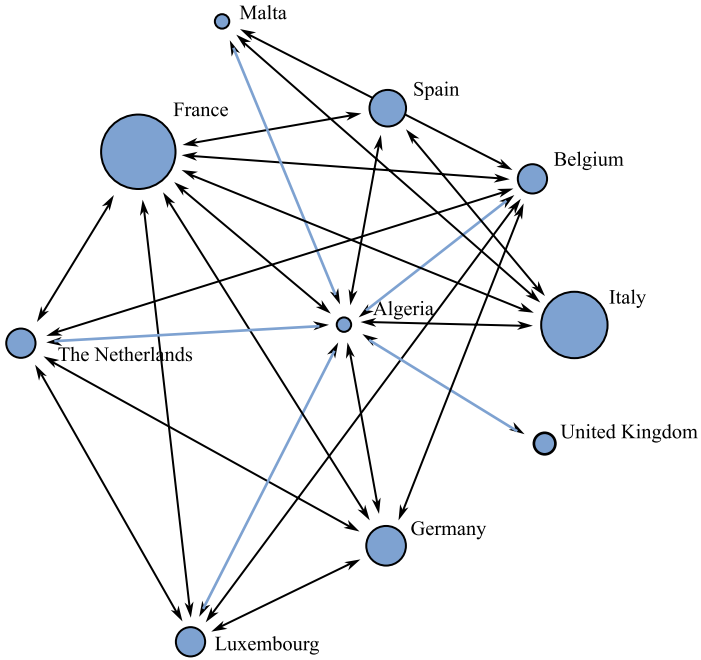 Malta
Spain
France
Belgium
Italy
Algeria
The Netherlands
United Kingdom
Germany
Luxembourg